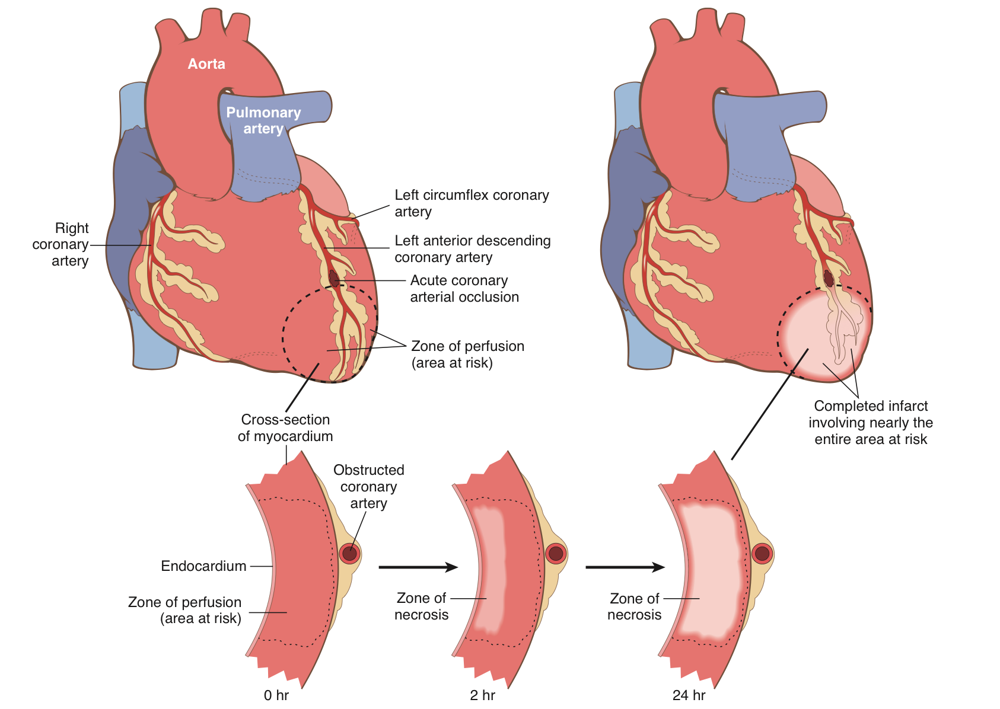 Aorta
Pulmonary
artery
Left circumflex coronary
artery
Right
coronary
artery
Left anterior descending
coronary artery
Acute coronary
arterial occlusion
Zone of perfusion
(area at risk)
Completed infarct
involving nearly the
entire area at risk
Cross-section
of myocardium
Obstructed
coronary
artery
Endocardium
Zone of perfusion
(area at risk)
Zone of
necrosis
Zone of
necrosis
0 hr
2 hr
24 hr